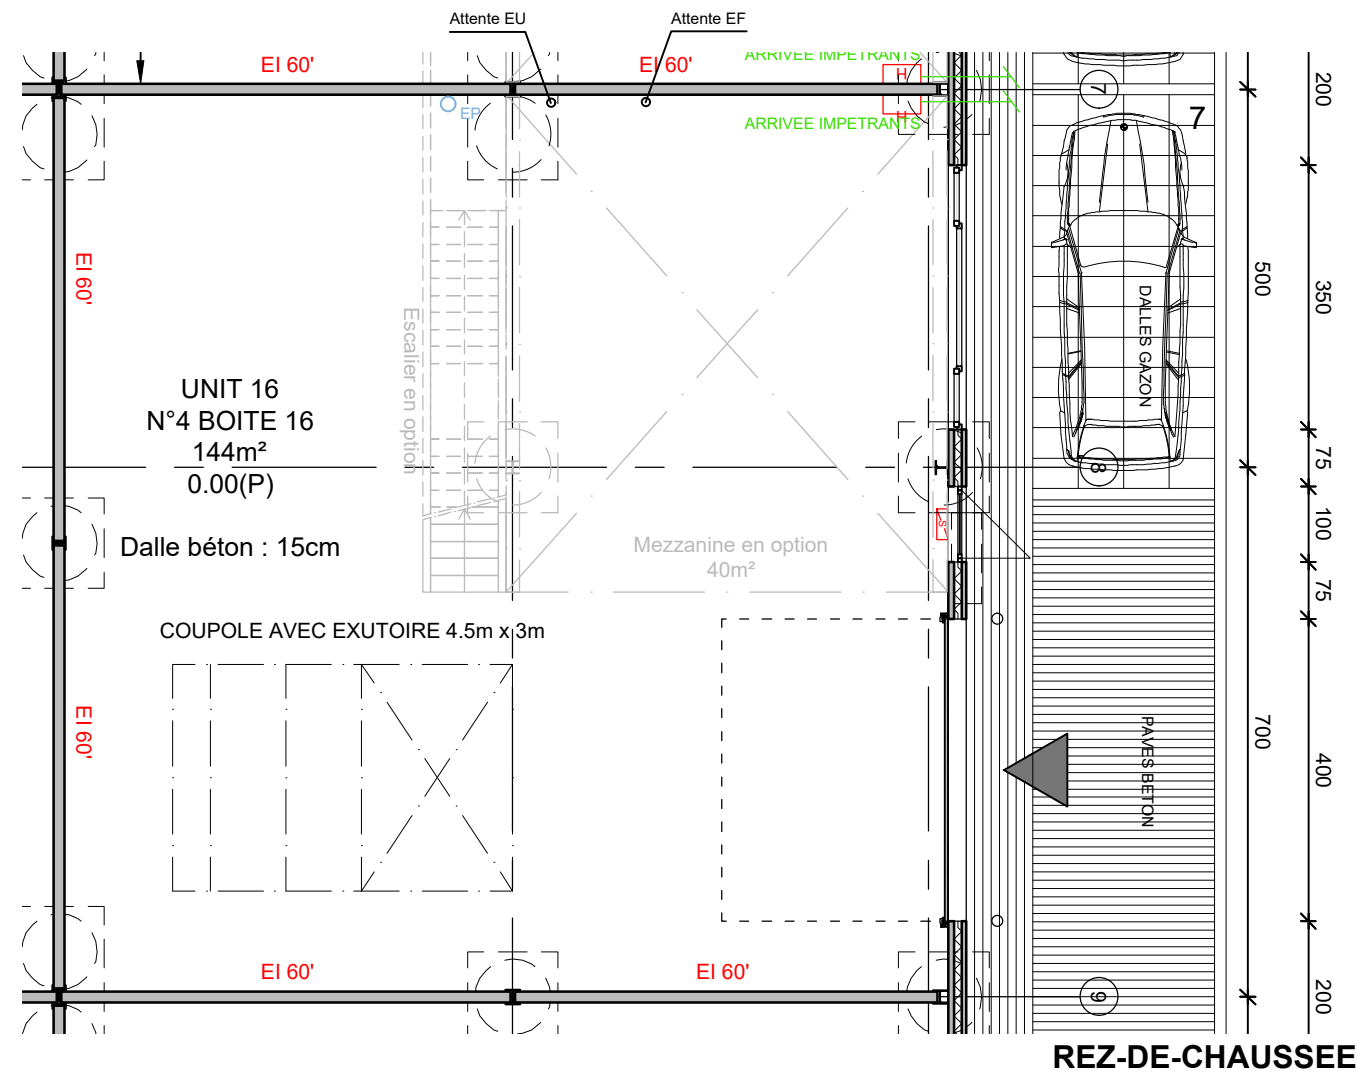 Attente EU
Attente EF
EI 60'
EI 60'
ARRIVEE IMPETRANTS
H
7
200
EP
H
ARRIVEE IMPETRANTS
7
EI 60'
500
350
DALLES GAZON
Escalier en option
UNIT 16
N°4 BOITE 16
144m²
0.00(P)
8
75
S
100
Dalle béton : 15cm
Mezzanine en option
40m²
75
COUPOLE AVEC EXUTOIRE 4.5m x 3m
EI 60'
PAVES BETON
700
400
EI 60'
EI 60'
9
200
REZ-DE-CHAUSSEE